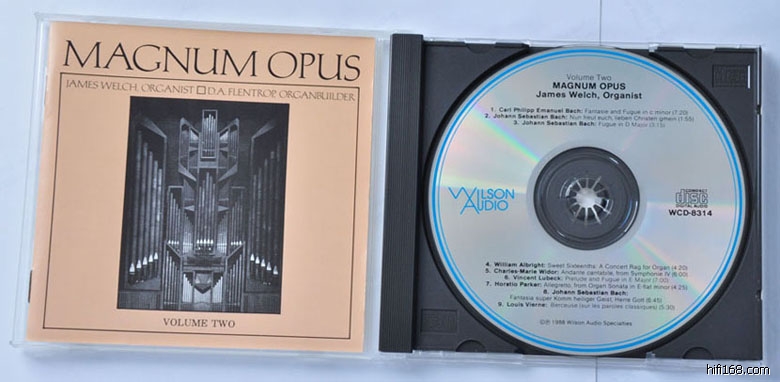 MAGNUM OPUS
JAMES WELCH, ORGANIST □ D.A. FLENTROP, ORGANBUILDER
VOLUME TWO
Volume Two
MAGNUM OPUS
James Welch, Organist
1. Carl Philipp Emanuel Bach: Fantasie and Fugue in c minor (7:20)
2. Johann Sebastian Bach: Nun freut euch, lieben Christen gmein (1:55)
3. Johann Sebastian Bach: Fugue in D Major (3:15)
WILSON
AUDIO
COMPACT
disc
DIGITAL AUDIO
WCD-8314
4. William Albright: Sweet Sixteenths: A Concert Rag for Organ (4:20)
5. Charles-Marie Widor: Andante cantabile, from Symphonie IV (6:00)
6. Vincent Lubeck: Prelude and Fugue in E Major
7. Horatio Parker: Allegretto, from Organ Sonata in E-flat minor (4:25)
8. Johann Sebastian Bach:
Fantasia super Komm heiliger Geist, Herre Gott (6:45)
9. Louis Vierne: Berceuse (sur les paroles classiques) (5:30)
©℗ 1986 Wilson Audio Specialties
hifi168.com